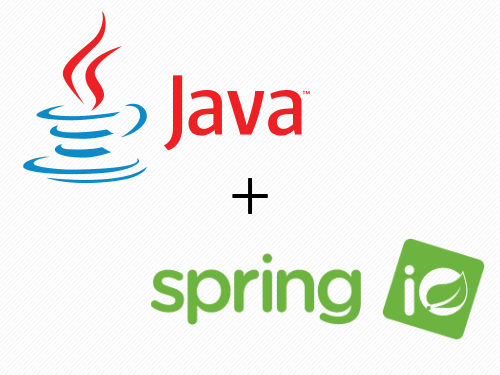 Java™
+
spring io